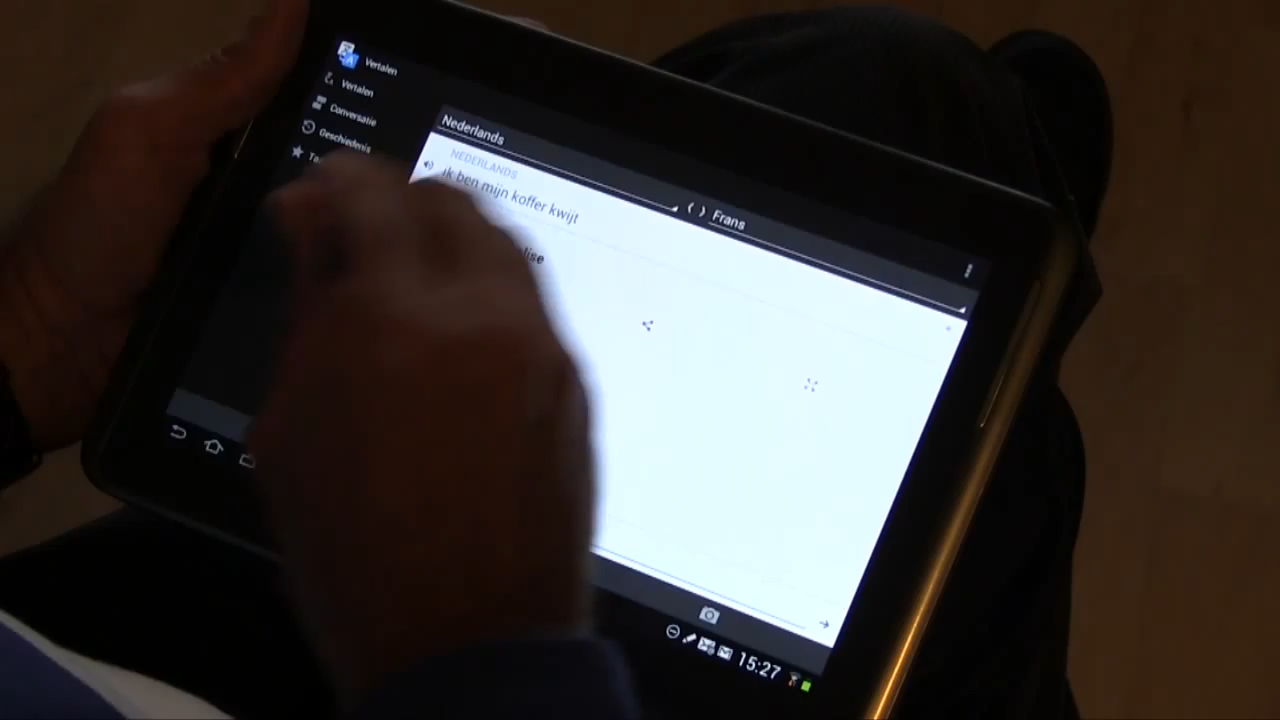 Vertalen
Vertalen
Conversatie
Geschiedenis
Nederlands
Frans
NEDERLANDS
Ik ben mijn koffer kwijt
15:27